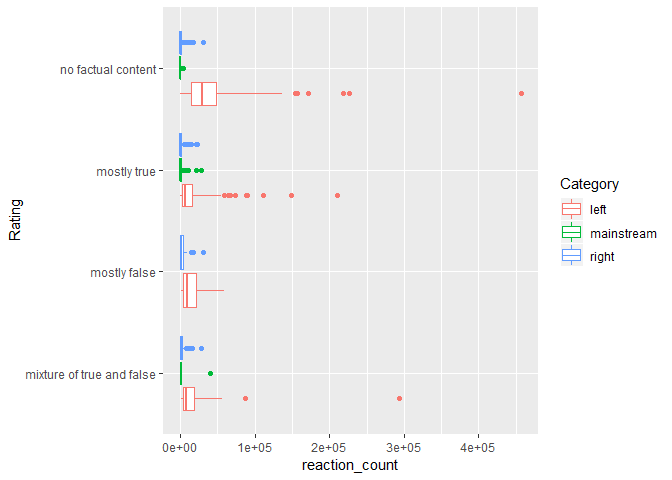 no factual content
mostly true
mostly false
mixture of true and false
Rating
0e+00 1e+05 2e+05 3e+05 4e+05
reaction_count
Category
left
mainstream
right